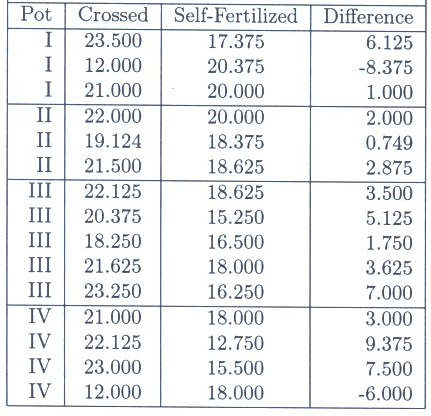 Pot Crossed Self-Fertilized Difference
I 23.500 17.375 6.125
I 12.000 20.375 -8.375
I 21.000 20.000 1.000
II 22.000 20.000 2.000
II 19.124 18.375 0.749
II 21.500 18.625 2.875
III 22.125 18.625 3.500
III 20.375 15.250 5.125
III 18.250 16.500 1.750
III 21.625 18.000 3.625
III 23.250 16.250 7.000
IV 21.000 18.000 3.000
IV 22.125 12.750 9.375
IV 23.000 15.500 7.500
IV 12.000 18.000 -6.000